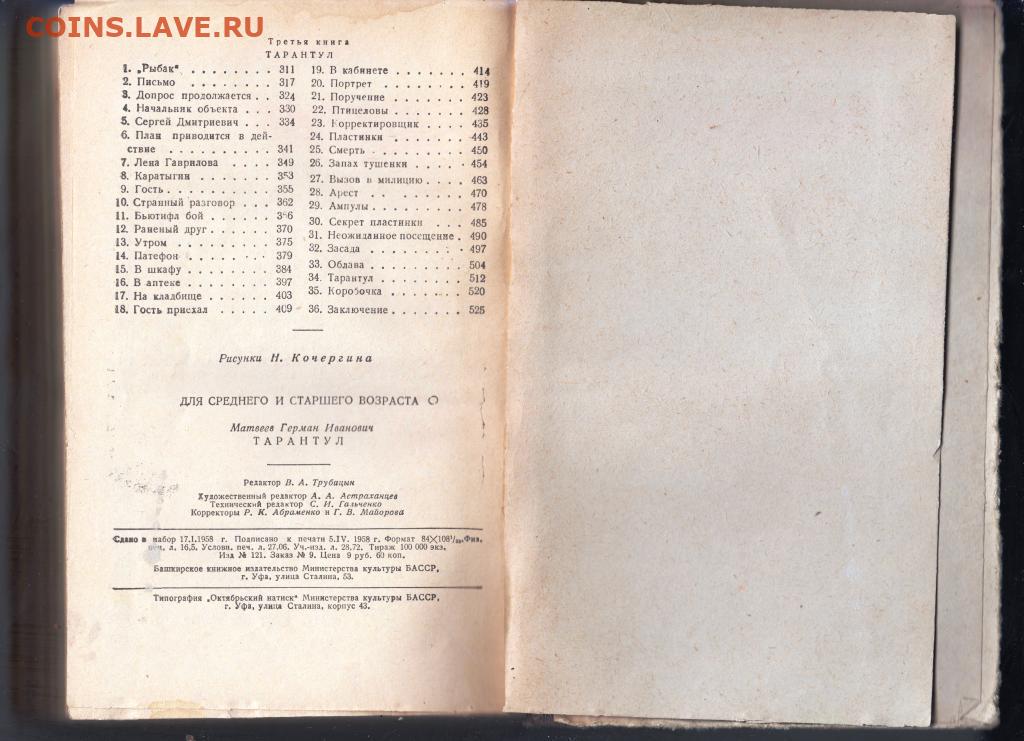 COINS.LAVE.RU
Третья книга
ТАРАНТУЛ
1. „Рыбак“ . . . . . . . . 311
2. Письмо . . . . . . . . 317
3. Допрос продолжается . . 324
4. Начальник объекта . . . 330
5. Сергей Дмитриевич . . . 334
6. План приводится в дей-
ствие . . . . . . . . . 341
7. Лена Гаврилова . . . . 349
8. Каратыгин . . . . . . . 353
9. Гость . . . . . . . . . 355
10. Странный разговор . . . 362
11. Бьютифл бой . . . . . . 366
12. Раненый друг . . . . . . 370
13. Утром . . . . . . . . 375
14. Патефон . . . . . . . 379
15. В шкафу . . . . . . . . 384
16. В аптеке . . . . . . . . 397
17. На кладбище . . . . . . 403
18. Гость приехал . . . . . 409
19. В кабинете . . . . . . . 414
20. Портрет . . . . . . . . 419
21. Поручение . . . . . . . 423
22. Птицеловы . . . . . . . 428
23. Корректировщик . . . . 435
24. Пластинки . . . . . . . 443
25. Смерть . . . . . . . . . 450
26. Запах тушенки . . . . . 454
27. Вызов в милицию . . . . 463
28. Арест . . . . . . . . 470
29. Ампулы . . . . . . . . . 478
30. Секрет пластинки . . . 485
31. Неожиданное посещение . 490
32. Засада . . . . . . . . 497
33. Облава . . . . . . . . . 504
34. Тарантул . . . . . . . . 512
35. Коробочка . . . . . . . 520
36. Заключение . . . . . . . 525
Рисунки Н. Кочергина
ДЛЯ СРЕДНЕГО И СТАРШЕГО ВОЗРАСТА
Матвеев Герман Иванович
ТАРАНТУЛ
Редактор В. А. Трубицын
Художественный редактор А. А. Астраханцев
Технический редактор С. И. Гальченко
Корректоры Р. К. Абраменко и Г. В. Майорова
Сдано в набор 17.I.1958 г. Подписано к печати 5.IV. 1958 г. Формат 84×108¹/₃₂. Физ.
печ. л. 16,5. Условн. печ. л. 27.06. Уч.-изд. л. 28,72. Тираж 100 000 экз.
Изд № 121. Заказ № 9. Цена 9 руб. 60 коп.
Башкирское книжное издательство Министерства культуры БАССР,
г. Уфа, улица Сталина, 53.
Типография „Октябрьский натиск“ Министерства культуры БАССР,
г. Уфа, улица Сталина, корпус 43.